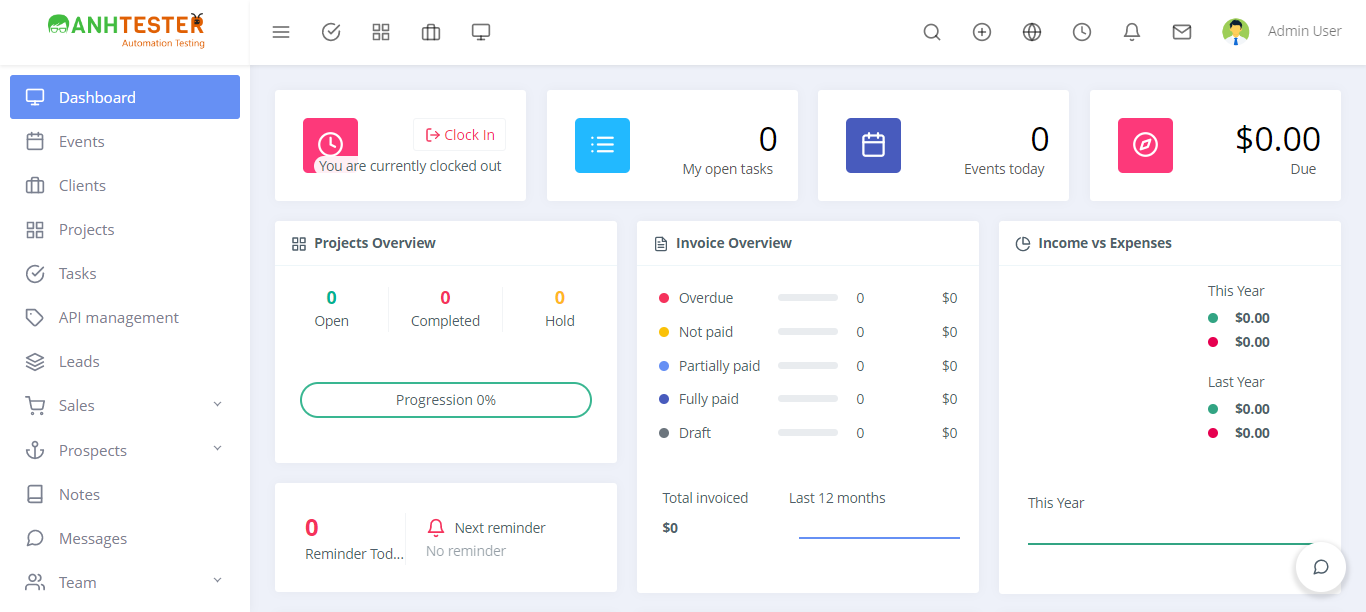 ANHTESTER
Automation Testing
Admin User
Dashboard
Events
Clients
Projects
Tasks
API management
Leads
Sales
Prospects
Notes
Messages
Team
Clock In
You are currently clocked out
0
My open tasks
0
Events today
$0.00
Due
Projects Overview
0 0 0
Open Completed Hold
Progression 0%
0
Reminder Tod...
Next reminder
No reminder
Invoice Overview
Overdue 0 $0
Not paid 0 $0
Partially paid 0 $0
Fully paid 0 $0
Draft 0 $0
Total invoiced Last 12 months
$0
Income vs Expenses
This Year
$0.00
$0.00
Last Year
$0.00
$0.00
This Year